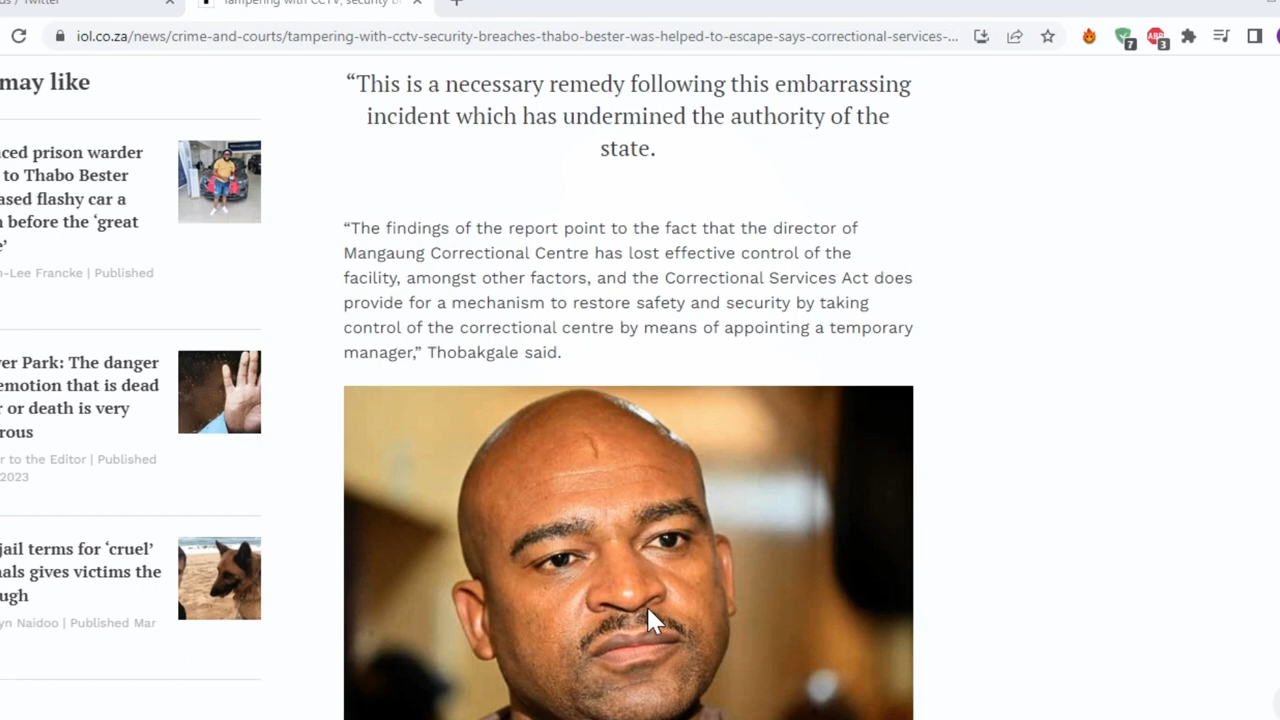 iol.co.za/news/crime-and-courts/tampering-with-cctv-security-breaches-thabo-bester-was-helped-to-escape-says-correctional-services-...
7
3
may like
prison warder
to Thabo Bester
flashy car a
before the ‘great
-Lee Francke | Published
Park: The danger
emotion that is dead
or death is very
to the Editor | Published
2023
jail terms for ‘cruel’
gives victims the
Naidoo | Published Mar
“This is a necessary remedy following this embarrassing
incident which has undermined the authority of the
state.
“The findings of the report point to the fact that the director of
Mangaung Correctional Centre has lost effective control of the
facility, amongst other factors, and the Correctional Services Act does
provide for a mechanism to restore safety and security by taking
control of the correctional centre by means of appointing a temporary
manager,” Thobakgale said.